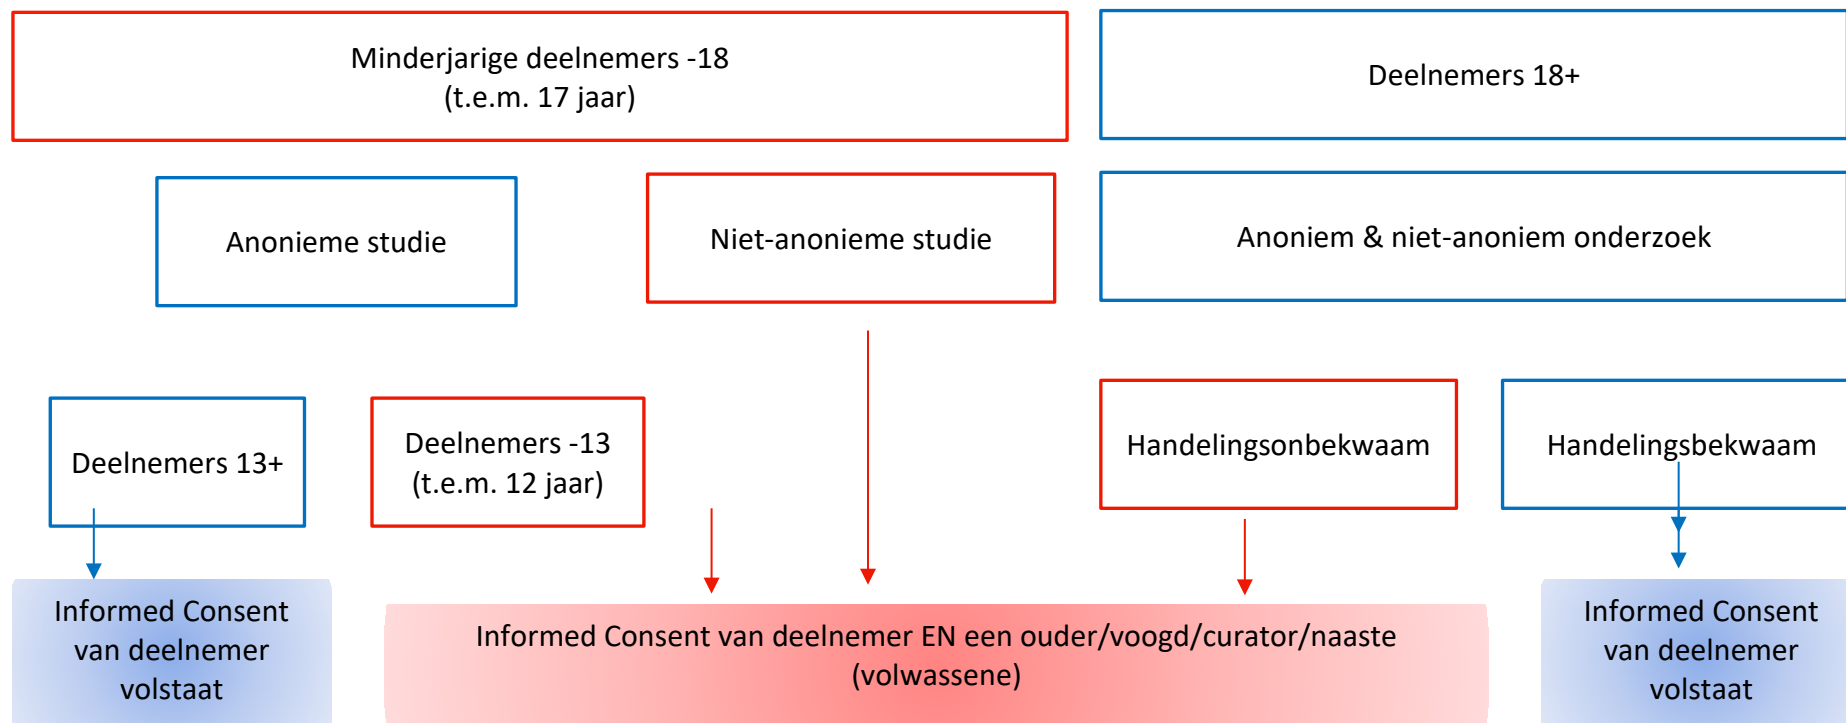 Minderjarige deelnemers -18
(t.e.m. 17 jaar)
Deelnemers 18+
Anonieme studie
Niet-anonieme studie
Anoniem & niet-anoniem onderzoek
Deelnemers 13+
Deelnemers -13
(t.e.m. 12 jaar)
Handelingsonbekwaam
Handelingsbekwaam
Informed Consent
van deelnemer
volstaat
Informed Consent van deelnemer EN een ouder/voogd/curator/naaste
(volwassene)
Informed Consent
van deelnemer
volstaat